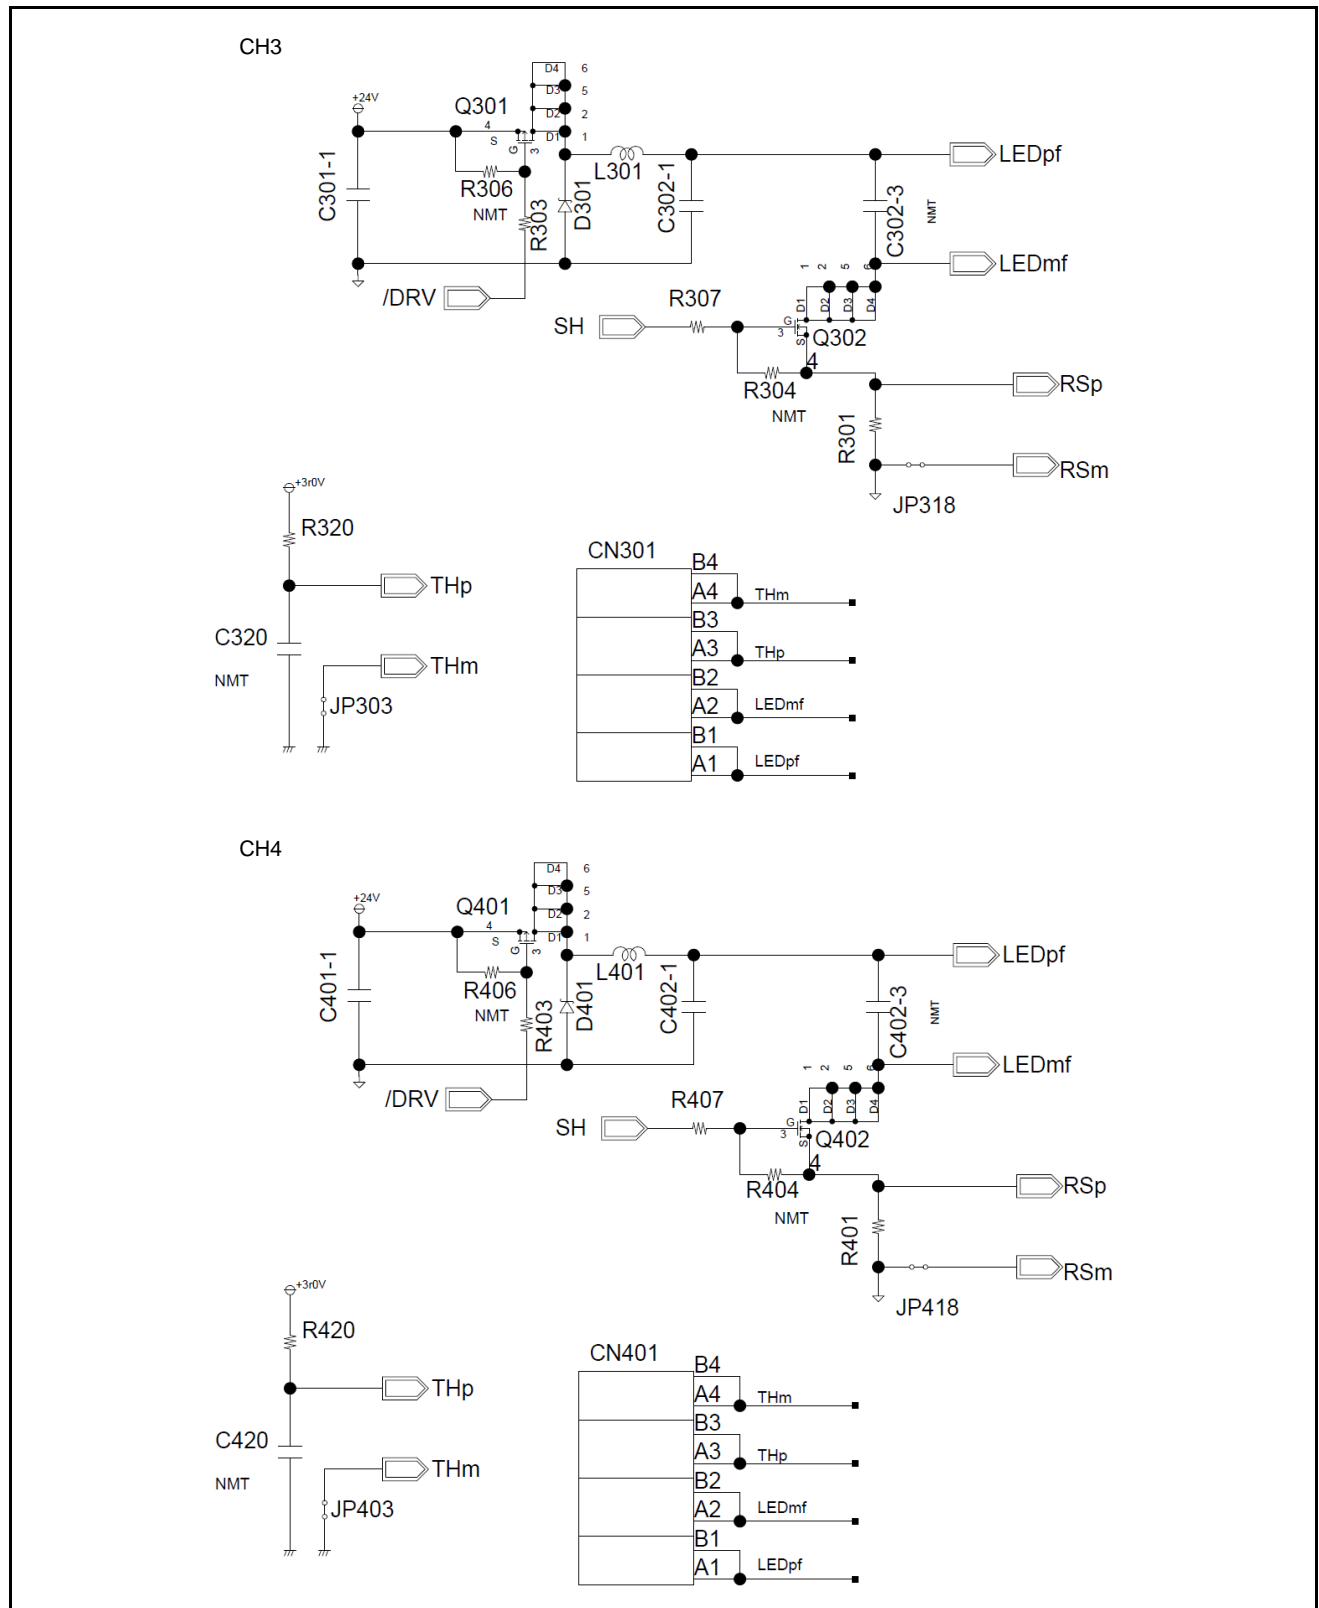 CH3
D4 6
D3 5
D2 2
D1 1
+24V
Q301
4
S
G
3
C301-1
R306
NMT
R303
D301
L301
C302-1
C302-3
NMT
LEDpf
LEDmf
/DRV
SH
R307
1 2 5 6
D1 D2 D3 D4
G
3
S
Q302
4
R304
NMT
R301
RSp
RSm
JP318
+3r0V
R320
THp
C320
NMT
THm
JP303
CN301
B4
A4 THm
B3
A3 THp
B2
A2 LEDmf
B1
A1 LEDpf
CH4
D4 6
D3 5
D2 2
D1 1
+24V
Q401
4
S
G
3
C401-1
R406
NMT
R403
D401
L401
C402-1
C402-3
NMT
LEDpf
LEDmf
/DRV
SH
R407
1 2 5 6
D1 D2 D3 D4
G
3
S
Q402
4
R404
NMT
R401
RSp
RSm
JP418
+3r0V
R420
THp
C420
NMT
THm
JP403
CN401
B4
A4 THm
B3
A3 THp
B2
A2 LEDmf
B1
A1 LEDpf